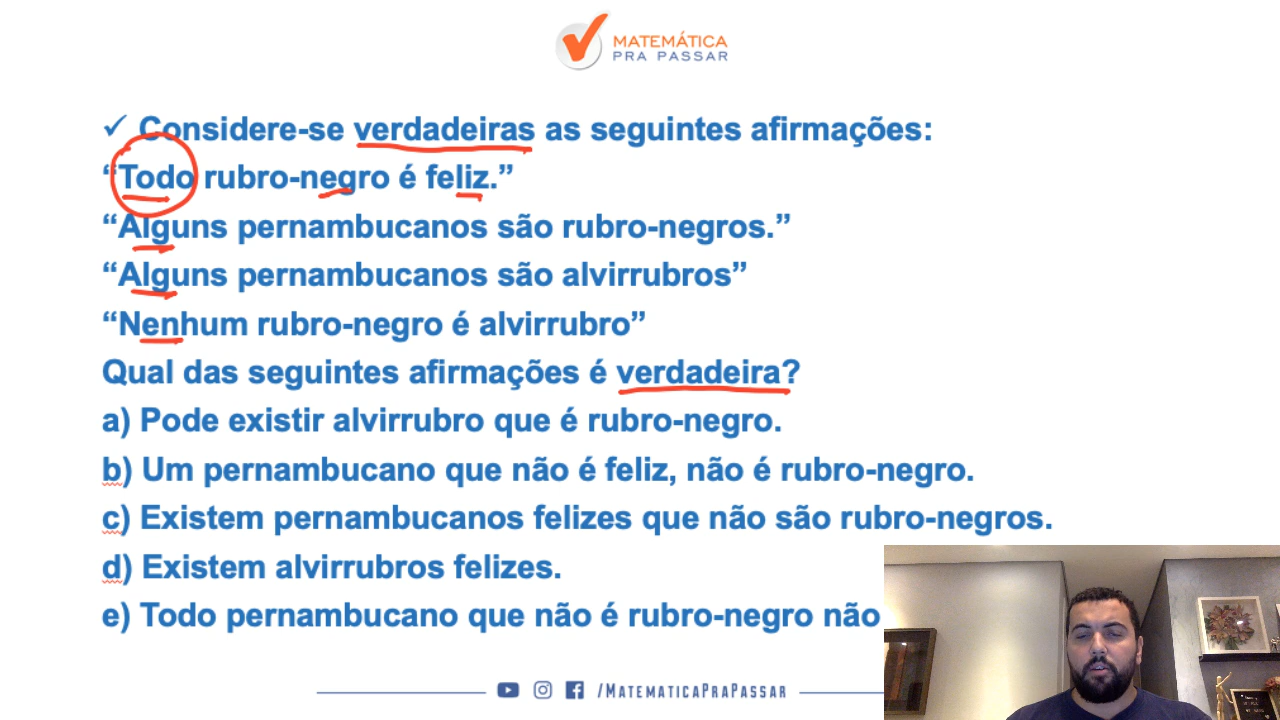 MATEMÁTICA
PRA PASSAR
✓ Considere-se verdadeiras as seguintes afirmações:
“Todo rubro-negro é feliz.”
“Alguns pernambucanos são rubro-negros.”
“Alguns pernambucanos são alvirrubros”
“Nenhum rubro-negro é alvirrubro”
Qual das seguintes afirmações é verdadeira?
a) Pode existir alvirrubro que é rubro-negro.
b) Um pernambucano que não é feliz, não é rubro-negro.
c) Existem pernambucanos felizes que não são rubro-negros.
d) Existem alvirrubros felizes.
e) Todo pernambucano que não é rubro-negro não
/MATEMATICAPRAPASSAR